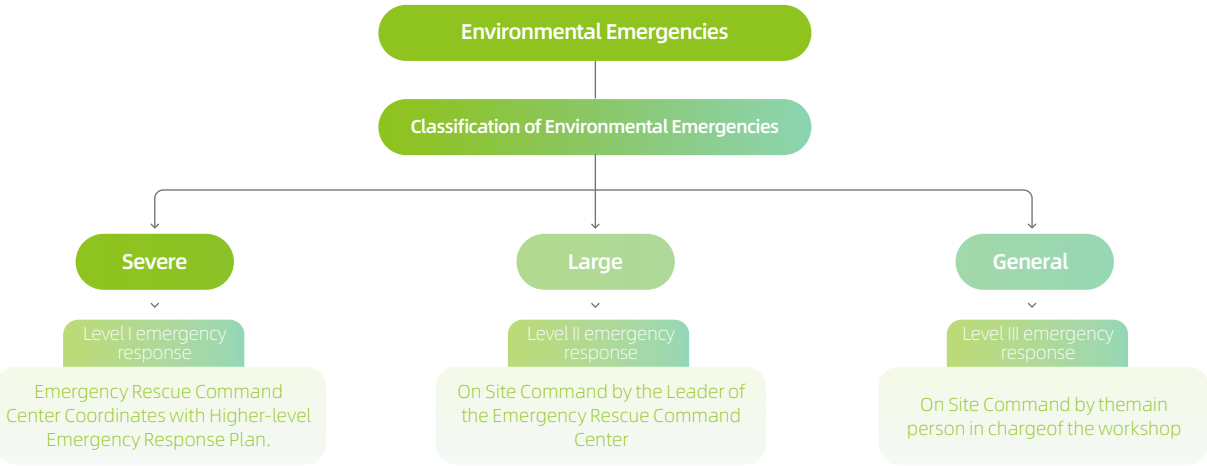 Environmental Emergencies
Classification of Environmental Emergencies
Severe
Large
General
Level I emergency
response
Level II emergency
response
Level III emergency
response
Emergency Rescue Command
Center Coordinates with Higher-level
Emergency Response Plan.
On Site Command by the Leader of
the Emergency Rescue Command
Center
On Site Command by themain
person in chargeof the workshop